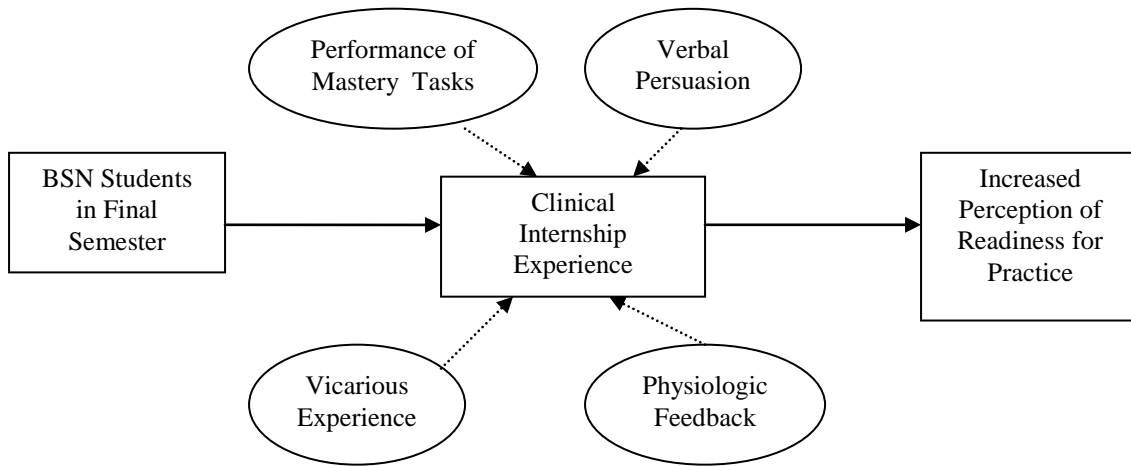 Performance of
Mastery Tasks
Verbal
Persuasion
BSN Students
in Final
Semester
Clinical
Internship
Experience
Increased
Perception of
Readiness for
Practice
Vicarious
Experience
Physiologic
Feedback